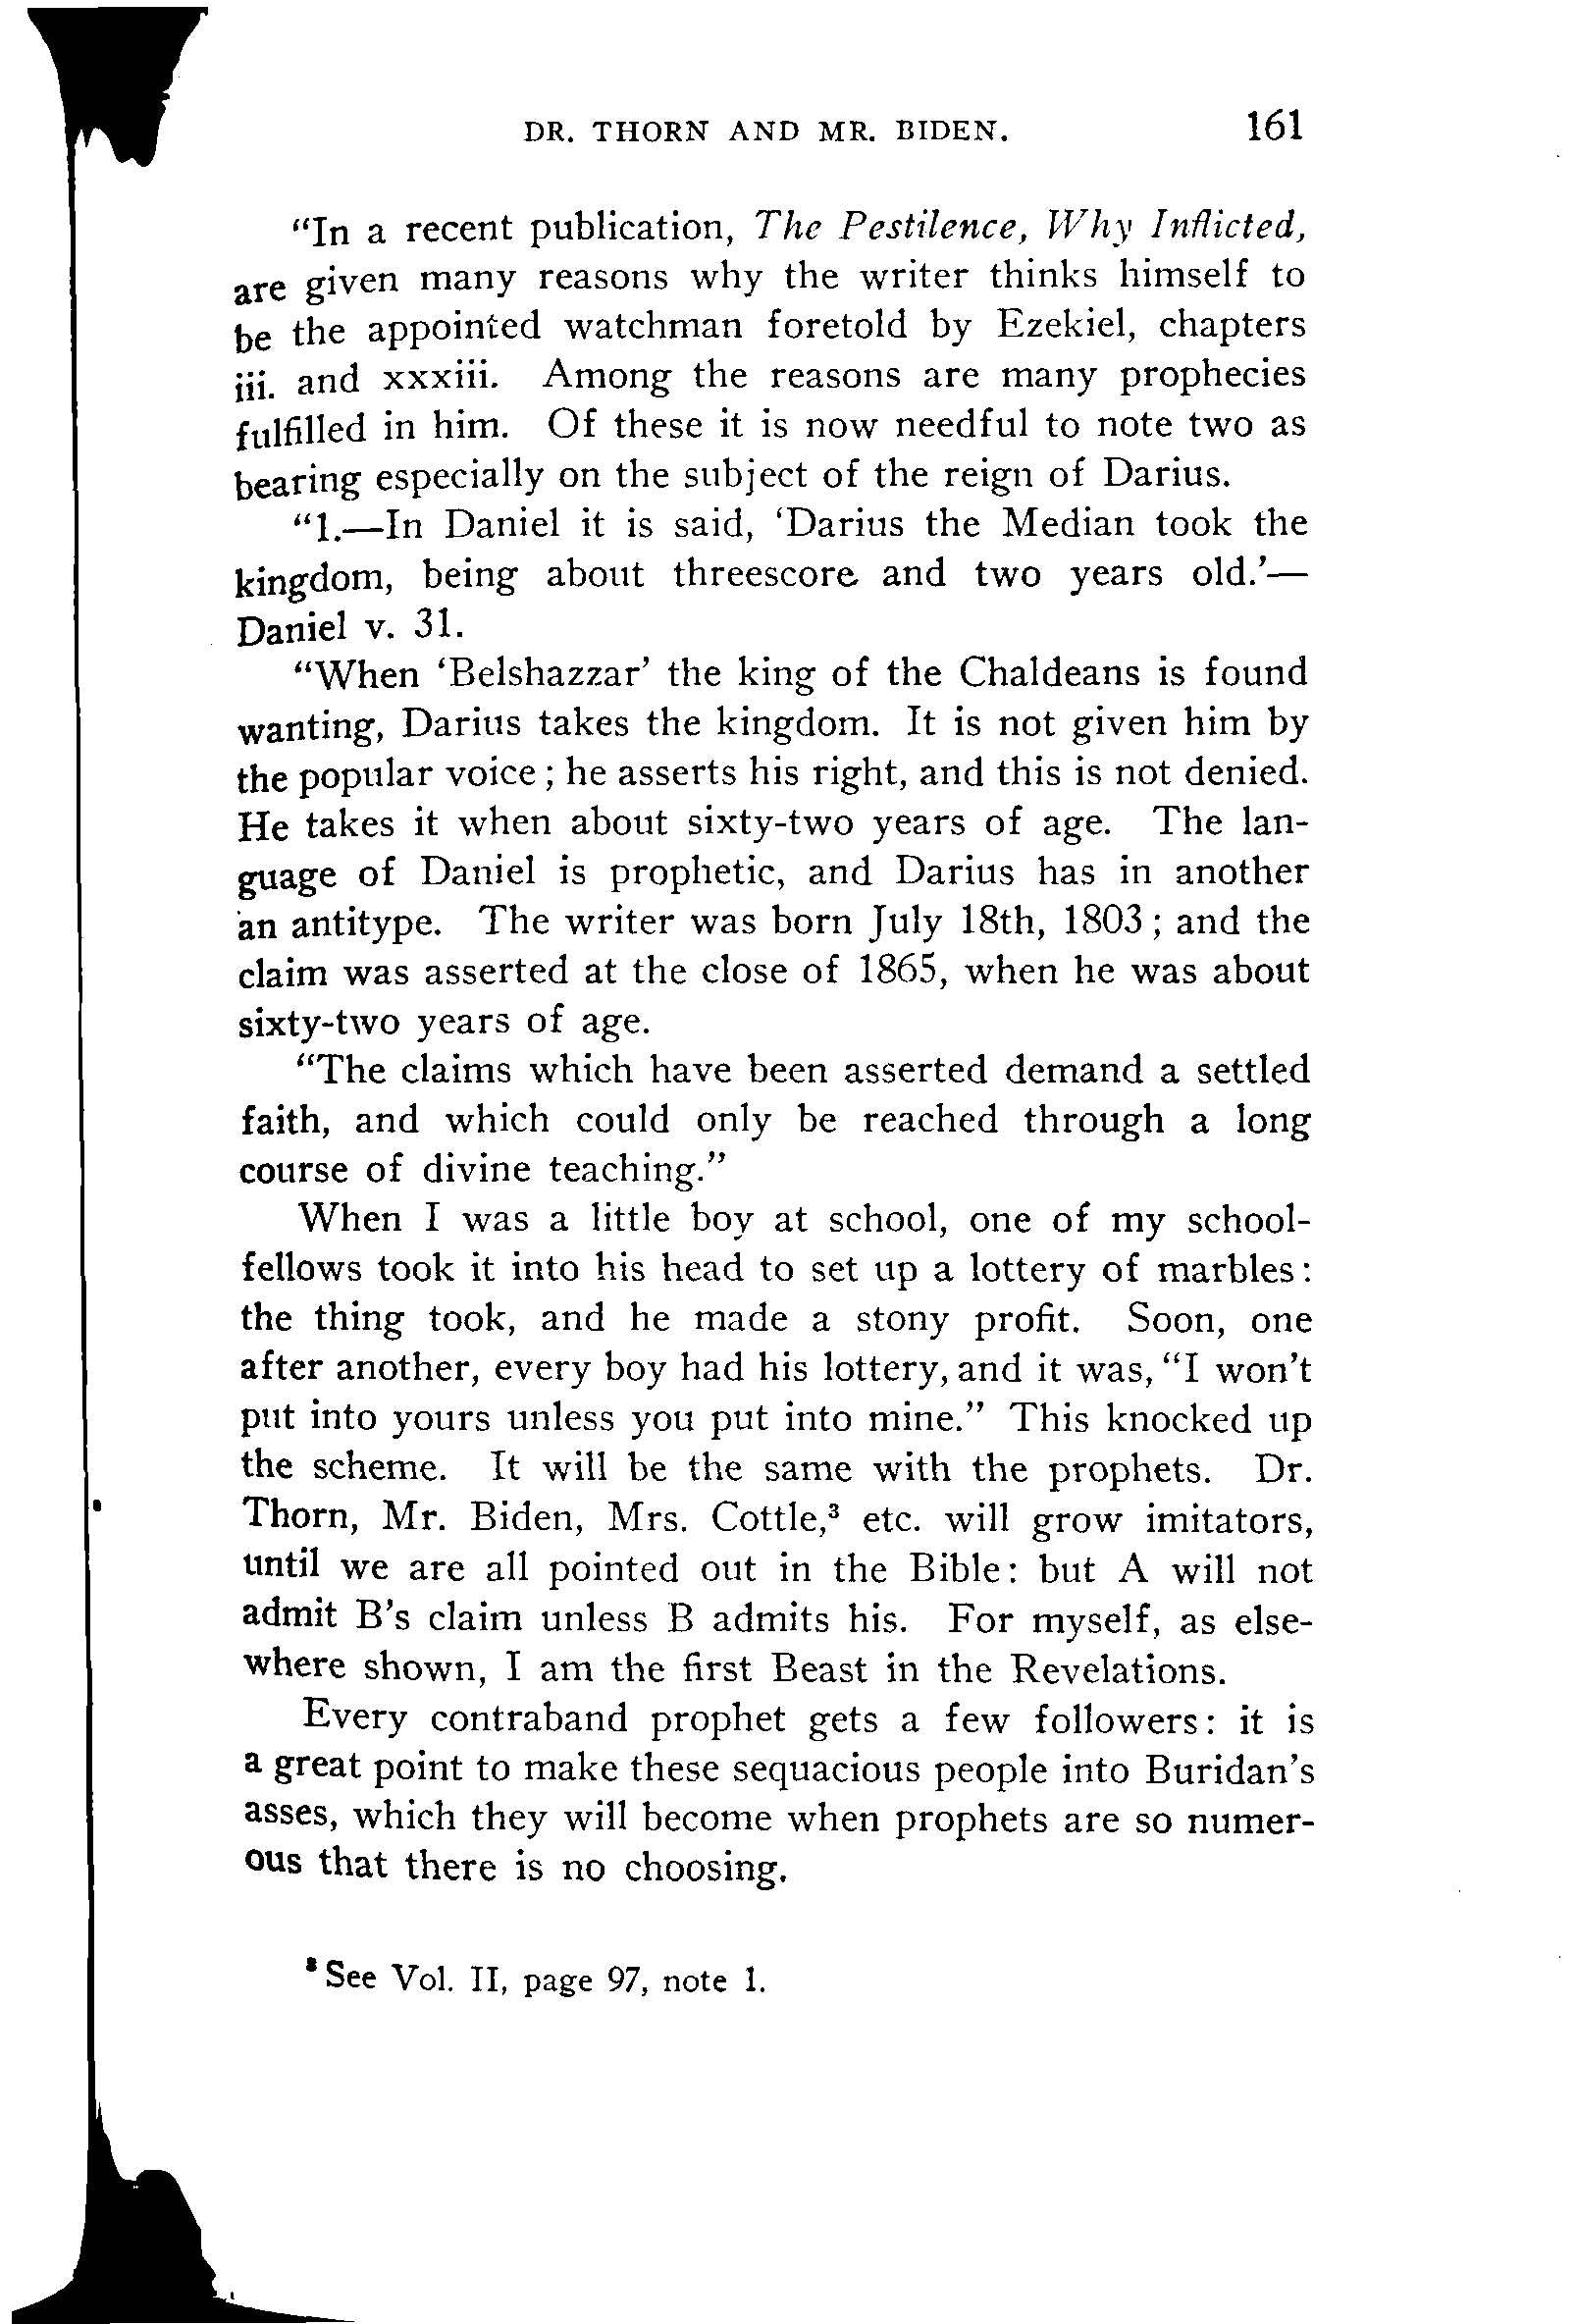 DR. THORN AND MR. BIDEN. 161
“In a recent publication, The Pestilence, Why Inflicted,
are given many reasons why the writer thinks himself to
be the appointed watchman foretold by Ezekiel, chapters
iii. and xxxiii. Among the reasons are many prophecies
fulfilled in him. Of these it is now needful to note two as
bearing especially on the subject of the reign of Darius.
“1.—In Daniel it is said, ‘Darius the Median took the
kingdom, being about threescore and two years old.’—
Daniel v. 31.
“When ‘Belshazzar’ the king of the Chaldeans is found
wanting, Darius takes the kingdom. It is not given him by
the popular voice; he asserts his right, and this is not denied.
He takes it when about sixty-two years of age. The lan-
guage of Daniel is prophetic, and Darius has in another
an antitype. The writer was born July 18th, 1803; and the
claim was asserted at the close of 1865, when he was about
sixty-two years of age.
“The claims which have been asserted demand a settled
faith, and which could only be reached through a long
course of divine teaching.”
When I was a little boy at school, one of my school-
fellows took it into his head to set up a lottery of marbles:
the thing took, and he made a stony profit. Soon, one
after another, every boy had his lottery, and it was, “I won’t
put into yours unless you put into mine.” This knocked up
the scheme. It will be the same with the prophets. Dr.
Thorn, Mr. Biden, Mrs. Cottle,³ etc. will grow imitators,
until we are all pointed out in the Bible: but A will not
admit B’s claim unless B admits his. For myself, as else-
where shown, I am the first Beast in the Revelations.
Every contraband prophet gets a few followers: it is
a great point to make these sequacious people into Buridan’s
asses, which they will become when prophets are so numer-
ous that there is no choosing.
³ See Vol. II, page 97, note 1.